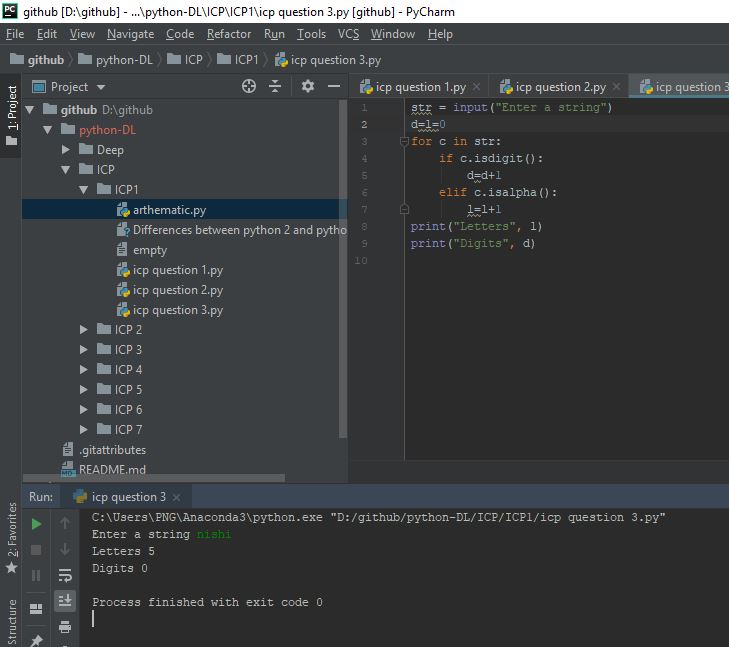 PC github [D:\github] - ...\python-DL\ICP\ICP1\icp question 3.py [github] - PyCharm
File Edit View Navigate Code Refactor Run Tools VCS Window Help
github python-DL ICP ICP1 icp question 3.py
1: Project
Project
github D:\github
python-DL
Deep
ICP
ICP1
arthematic.py
Differences between python 2 and pytho
empty
icp question 1.py
icp question 2.py
icp question 3.py
ICP 2
ICP 3
ICP 4
ICP 5
ICP 6
ICP 7
.gitattributes
README.md
icp question 1.py icp question 2.py icp question 3
1 str = input("Enter a string")
2 d=l=0
3 for c in str:
4 if c.isdigit():
5 d=d+1
6 elif c.isalpha():
7 l=l+1
8 print("Letters", l)
9 print("Digits", d)
10
2: Favorites
Structure
Run: icp question 3
C:\Users\PNG\Anaconda3\python.exe "D:/github/python-DL/ICP/ICP1/icp question 3.py"
Enter a string nishi
Letters 5
Digits 0
Process finished with exit code 0